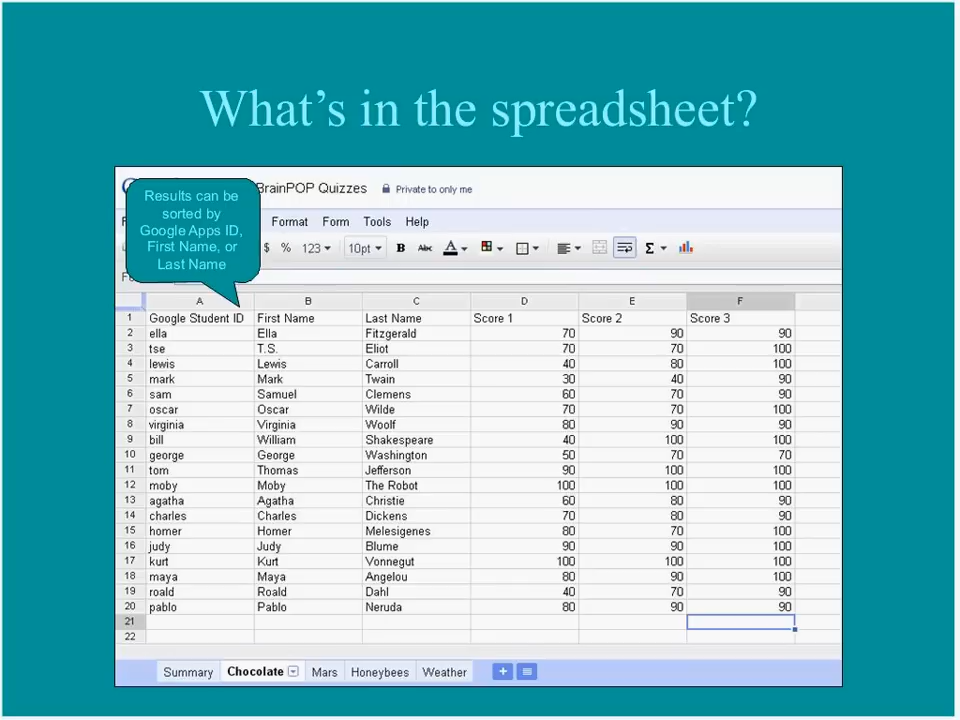 What's in the spreadsheet?
BrainPOP Quizzes Private to only me
Results can be
sorted by
Google Apps ID,
First Name, or
Last Name
Format Form Tools Help
$ % 123 10pt B Abc A Σ
A B C D E F
1 Google Student ID First Name Last Name Score 1 Score 2 Score 3
2 ella Ella Fitzgerald 70 90 90
3 tse T.S. Eliot 70 70 100
4 lewis Lewis Carroll 40 80 100
5 mark Mark Twain 30 40 90
6 sam Samuel Clemens 60 70 90
7 oscar Oscar Wilde 70 70 100
8 virginia Virginia Woolf 80 90 90
9 bill William Shakespeare 40 100 100
10 george George Washington 50 70 70
11 tom Thomas Jefferson 90 100 100
12 moby Moby The Robot 100 100 100
13 agatha Agatha Christie 60 80 90
14 charles Charles Dickens 70 80 90
15 homer Homer Melesigenes 80 70 100
16 judy Judy Blume 90 90 100
17 kurt Kurt Vonnegut 100 100 100
18 maya Maya Angelou 80 90 100
19 roald Roald Dahl 40 70 90
20 pablo Pablo Neruda 80 90 90
21
22
Summary Chocolate Mars Honeybees Weather